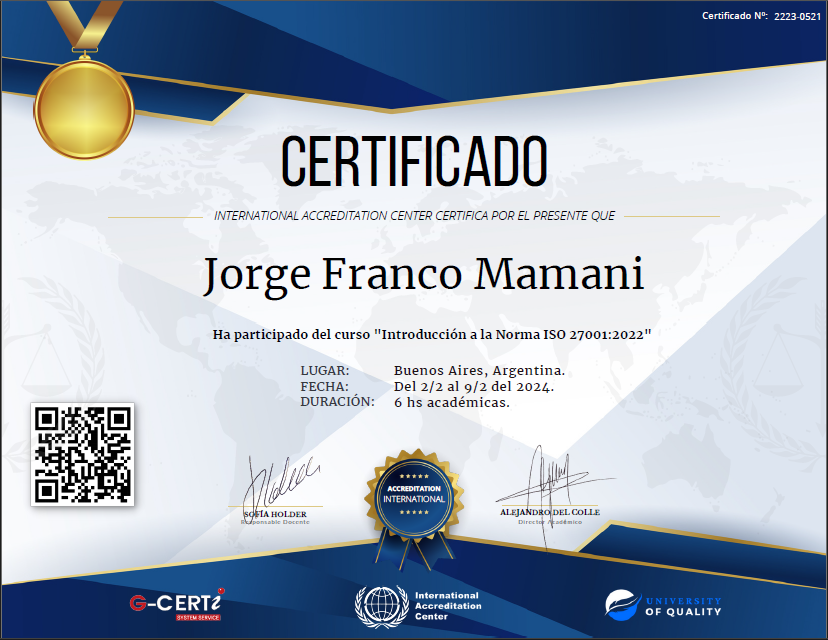 Certificado Nº: 2223-0521
CERTIFICADO
INTERNATIONAL ACCREDITATION CENTER CERTIFICA POR EL PRESENTE QUE
Jorge Franco Mamani
Ha participado del curso "Introducción a la Norma ISO 27001:2022"
LUGAR: Buenos Aires, Argentina.
FECHA: Del 2/2 al 9/2 del 2024.
DURACIÓN: 6 hs académicas.
ACCREDITATION
INTERNATIONAL
SOFÍA HOLDER
Responsable Docente
ALEJANDRO DEL COLLE
Director Académico
G-CERTi
SYSTEM SERVICE
International
Accreditation
Center
UNIVERSITY
OF QUALITY